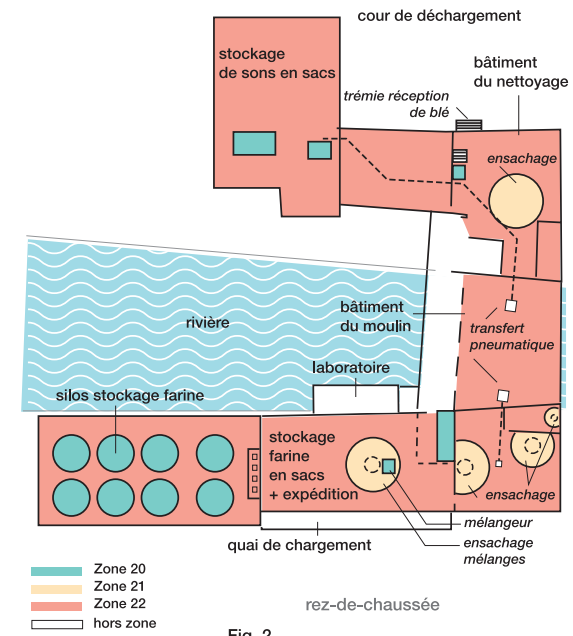 cour de déchargement
stockage
de sons en sacs
bâtiment
du nettoyage
trémie réception
de blé
ensachage
rivière
bâtiment
du moulin
transfert
pneumatique
laboratoire
silos stockage farine
stockage
farine
en sacs
+ expédition
ensachage
mélangeur
quai de chargement
ensachage
mélanges
Zone 20
Zone 21
Zone 22
hors zone
rez-de-chaussée
Fig. 2